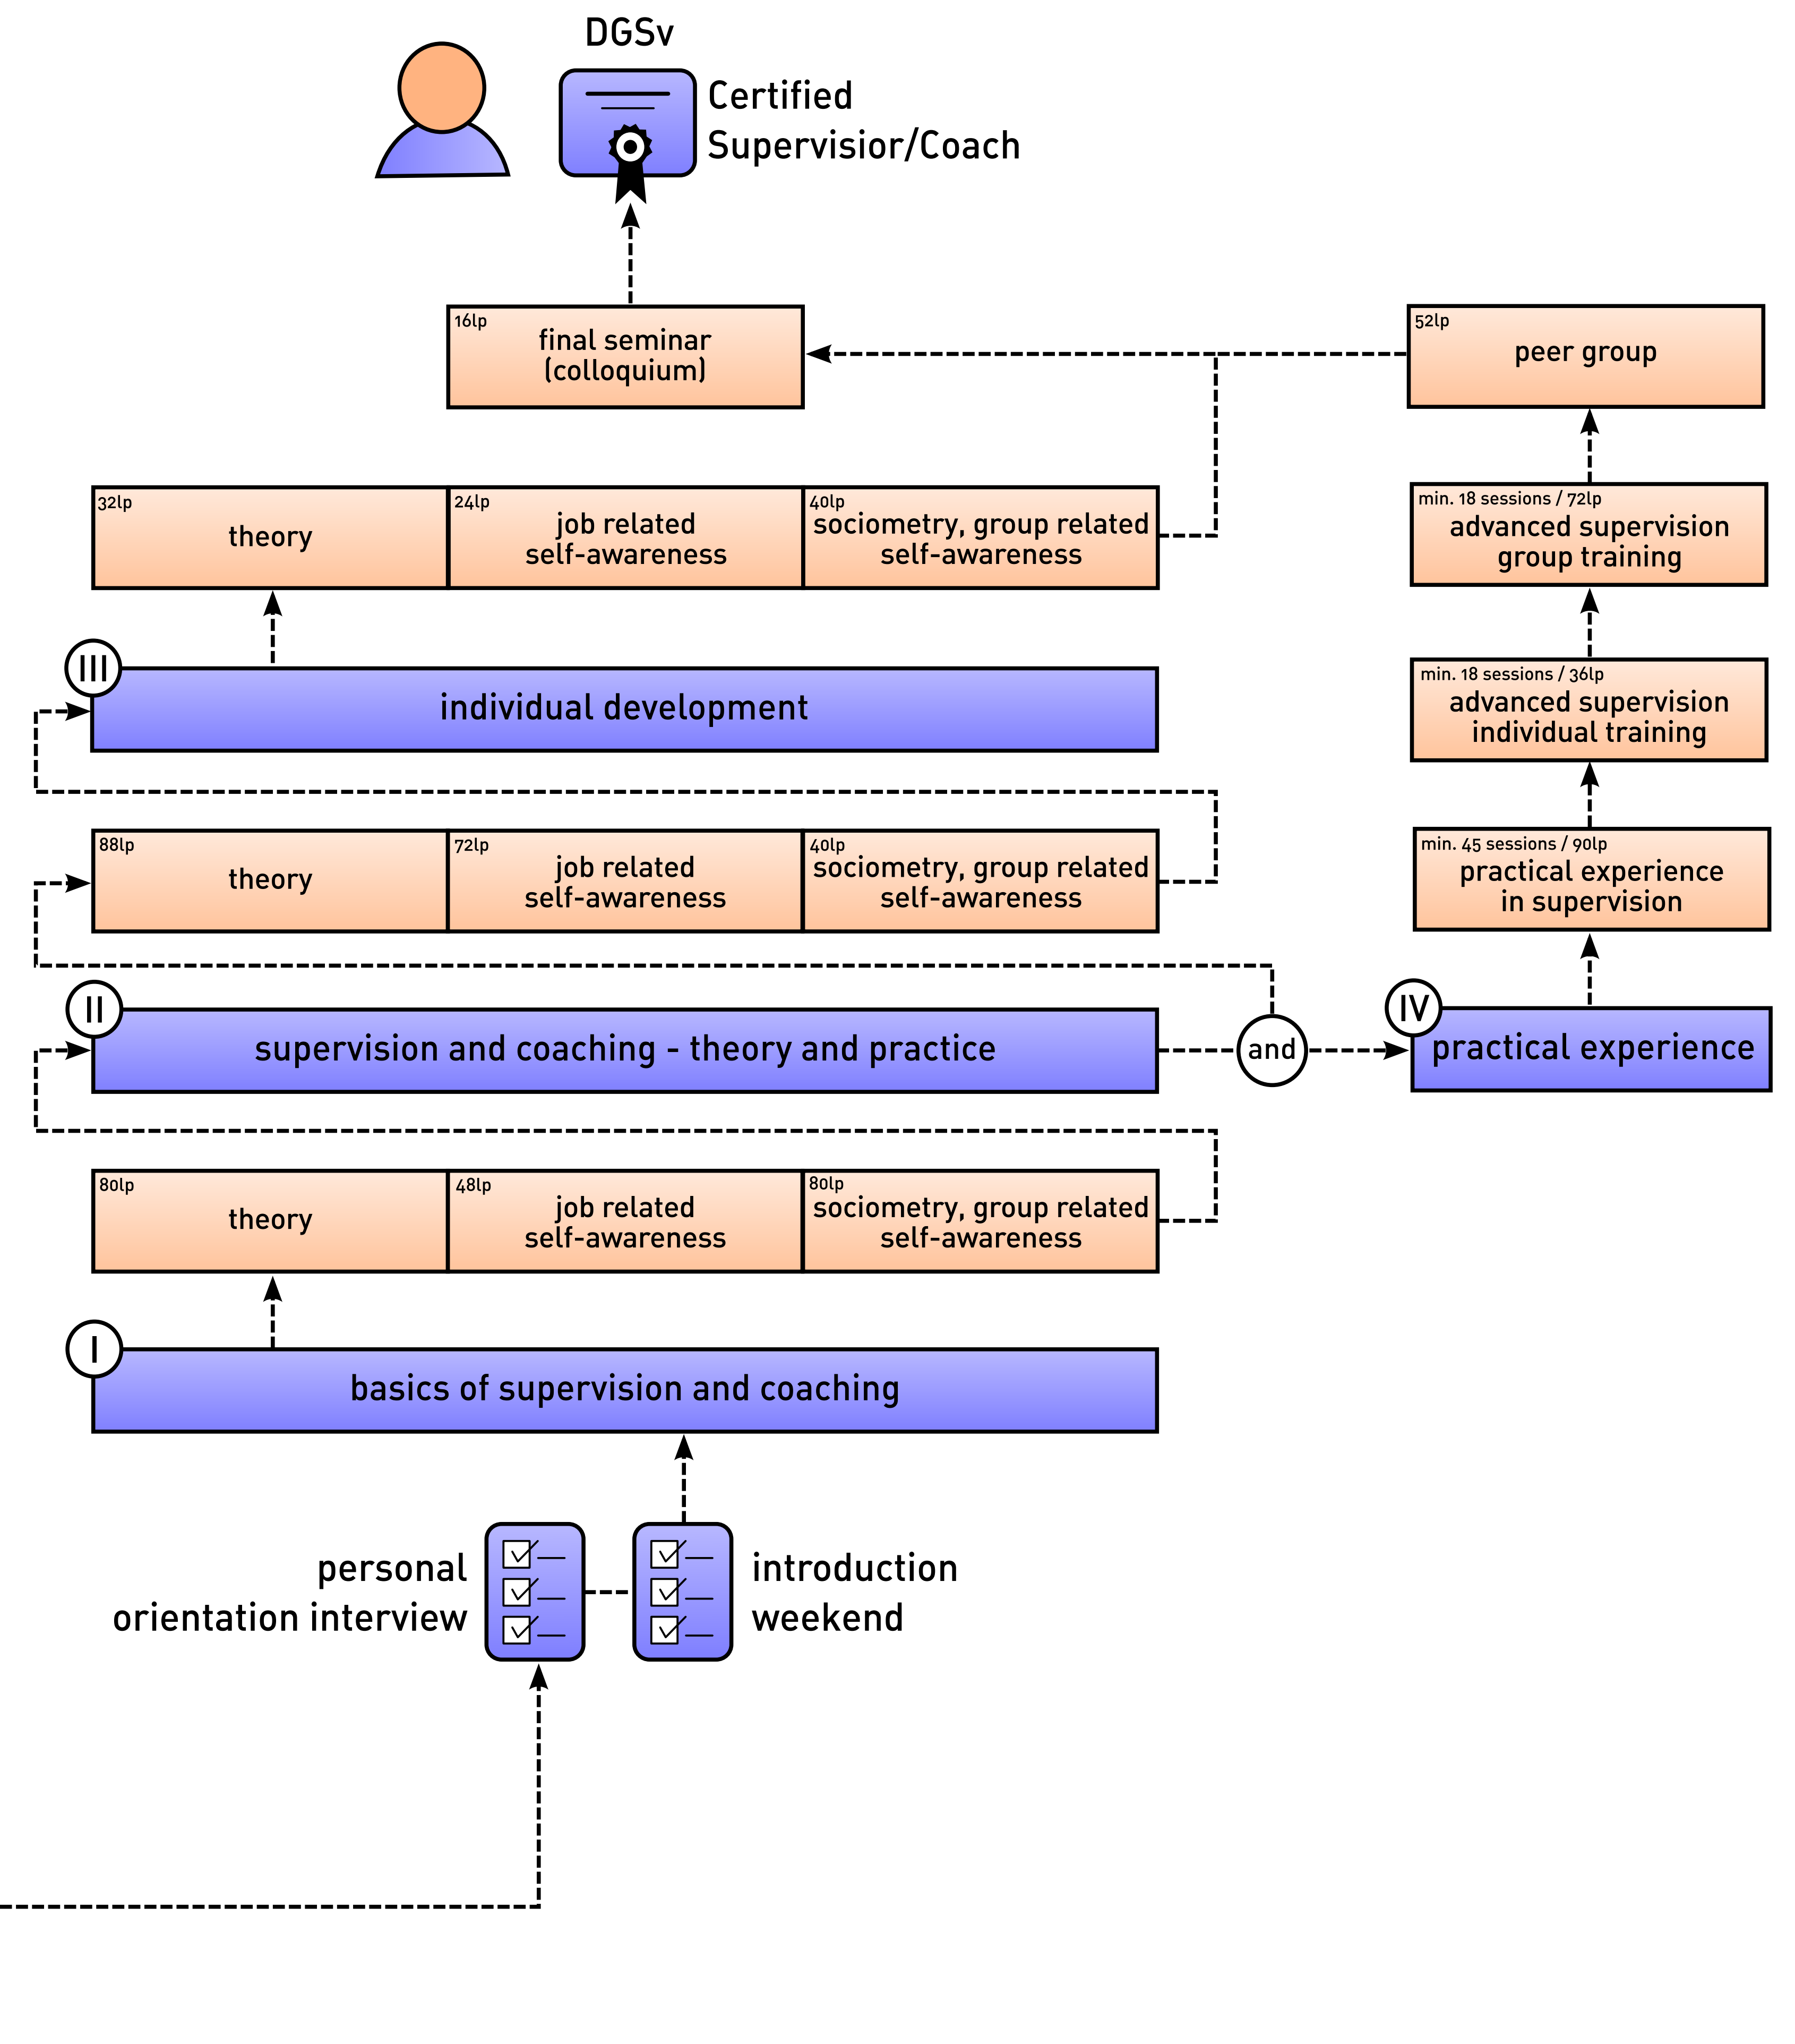 DGSv
Certified
Supervisior/Coach
16lp
final seminar
(colloquium)
52lp
peer group
32lp
theory
24lp
job related
self-awareness
40lp
sociometry, group related
self-awareness
min. 18 sessions / 72lp
advanced supervision
group training
III
individual development
min. 18 sessions / 36lp
advanced supervision
individual training
88lp
theory
72lp
job related
self-awareness
40lp
sociometry, group related
self-awareness
min. 45 sessions / 90lp
practical experience
in supervision
II
supervision and coaching - theory and practice
and
IV
practical experience
80lp
theory
48lp
job related
self-awareness
80lp
sociometry, group related
self-awareness
I
basics of supervision and coaching
personal
orientation interview
introduction
weekend